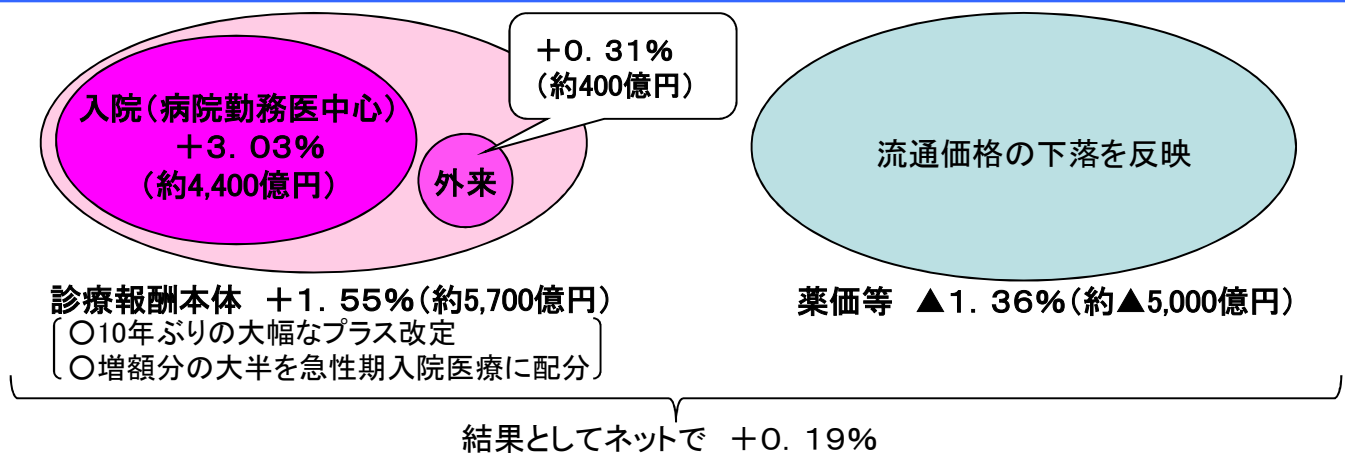 ＋0．31％
（約400億円）
入院（病院勤務医中心）
＋3．03％
（約4,400億円）
外来
流通価格の下落を反映
診療報酬本体　＋1．55％（約5,700億円）
○10年ぶりの大幅なプラス改定
○増額分の大半を急性期入院医療に配分
薬価等　▲1．36％（約▲5,000億円）
結果としてネットで　＋0．19％